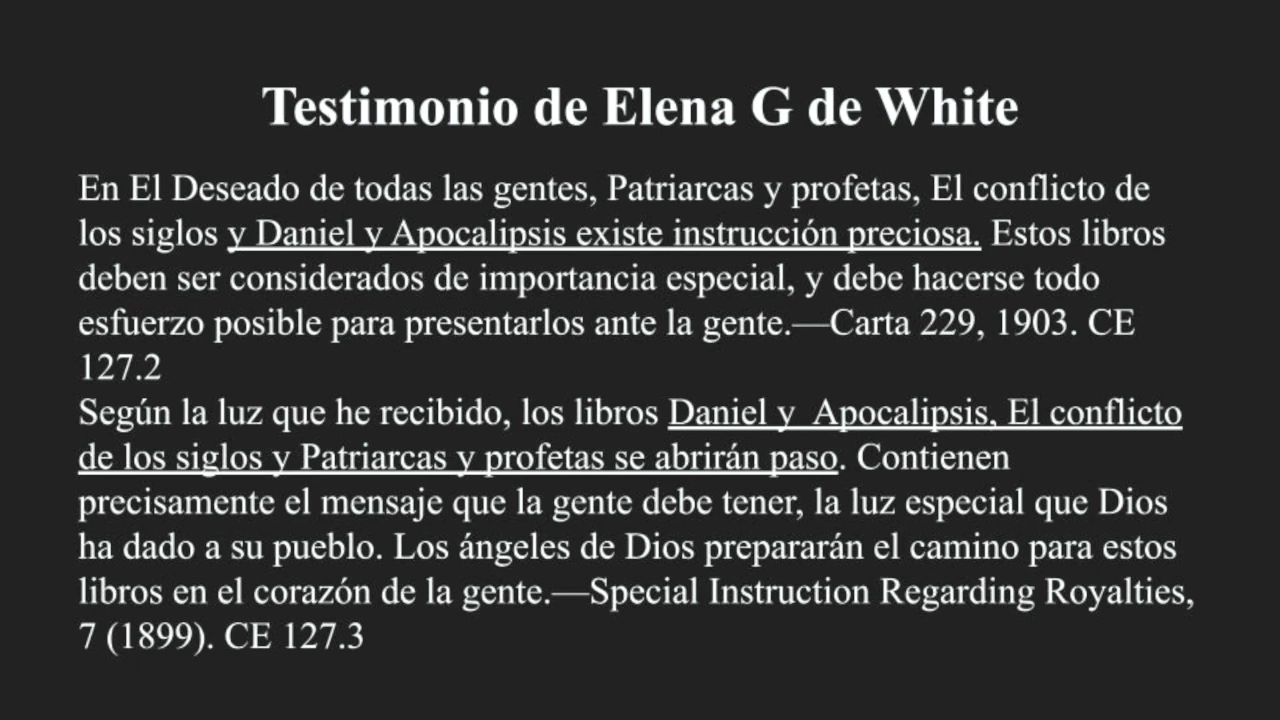 Testimonio de Elena G de White
En El Deseado de todas las gentes, Patriarcas y profetas, El conflicto de
los siglos y Daniel y Apocalipsis existe instrucción preciosa. Estos libros
deben ser considerados de importancia especial, y debe hacerse todo
esfuerzo posible para presentarlos ante la gente.—Carta 229, 1903. CE
127.2
Según la luz que he recibido, los libros Daniel y  Apocalipsis, El conflicto
de los siglos y Patriarcas y profetas se abrirán paso. Contienen
precisamente el mensaje que la gente debe tener, la luz especial que Dios
ha dado a su pueblo. Los ángeles de Dios prepararán el camino para estos
libros en el corazón de la gente.—Special Instruction Regarding Royalties,
7 (1899). CE 127.3